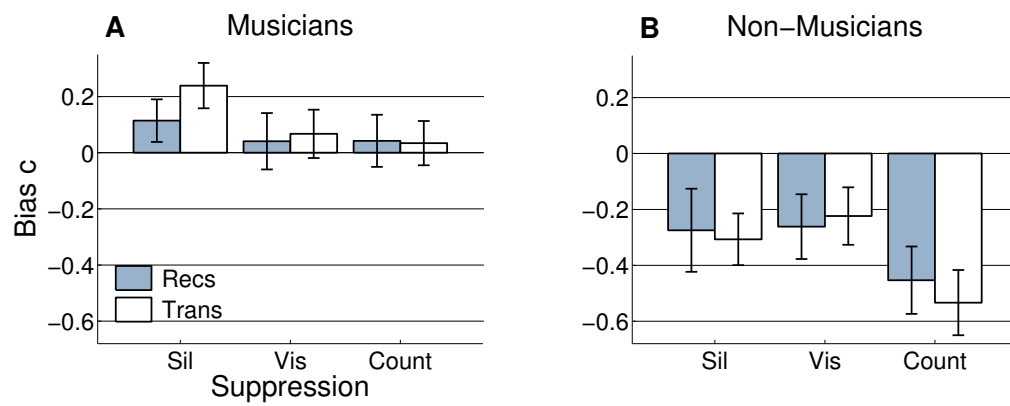 A Musicians
B Non−Musicians
Bias c
0.2
0
−0.2
−0.4
−0.6
Recs
Trans
Sil Vis Count
Suppression
0.2
0
−0.2
−0.4
−0.6
Sil Vis Count